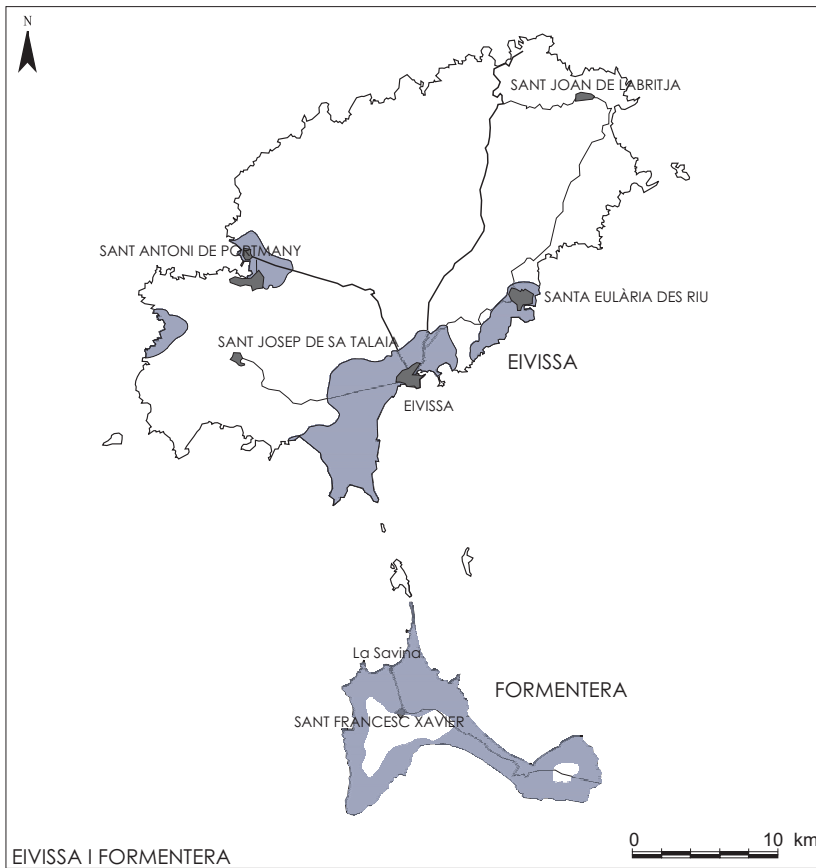 N
SANT JOAN DE LABRITJA
SANT ANTONI DE PORTMANY
SANTA EULÀRIA DES RIU
SANT JOSEP DE SA TALAIA
EIVISSA
EIVISSA
La Savina
FORMENTERA
SANT FRANCESC XAVIER
0 10 km
EIVISSA I FORMENTERA